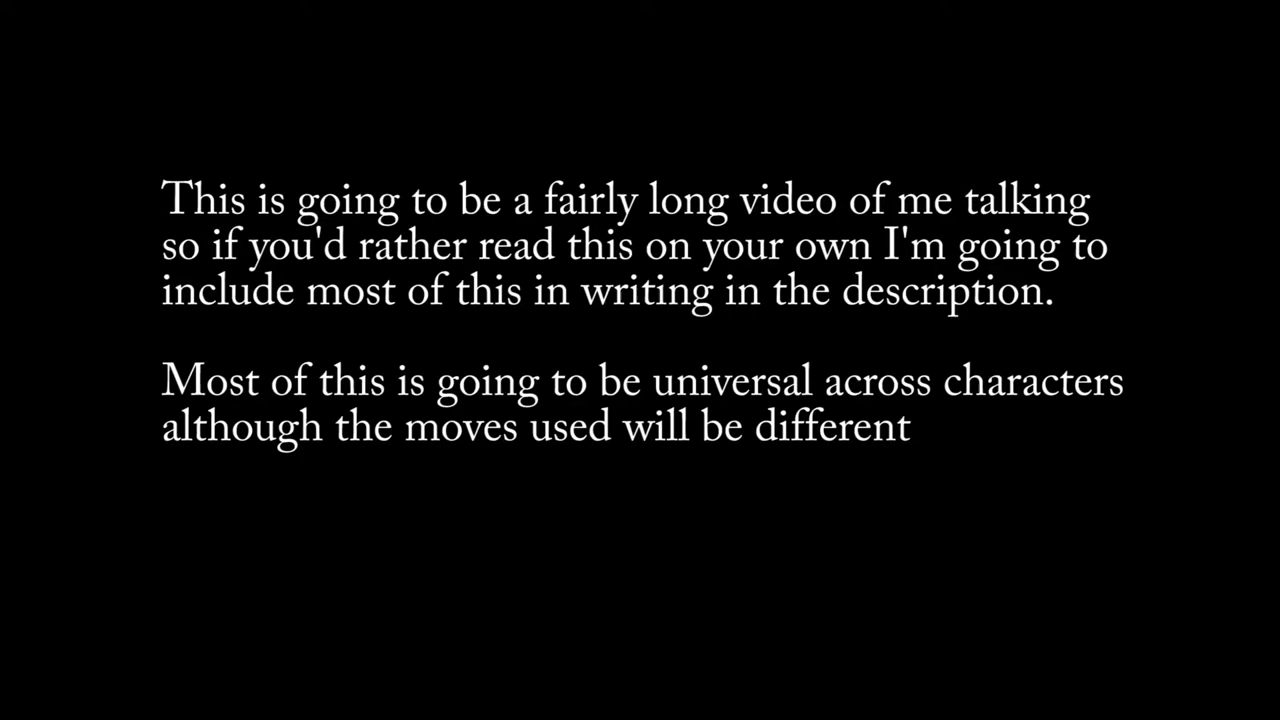 This is going to be a fairly long video of me talking
so if you'd rather read this on your own I'm going to
include most of this in writing in the description.
Most of this is going to be universal across characters
although the moves used will be different